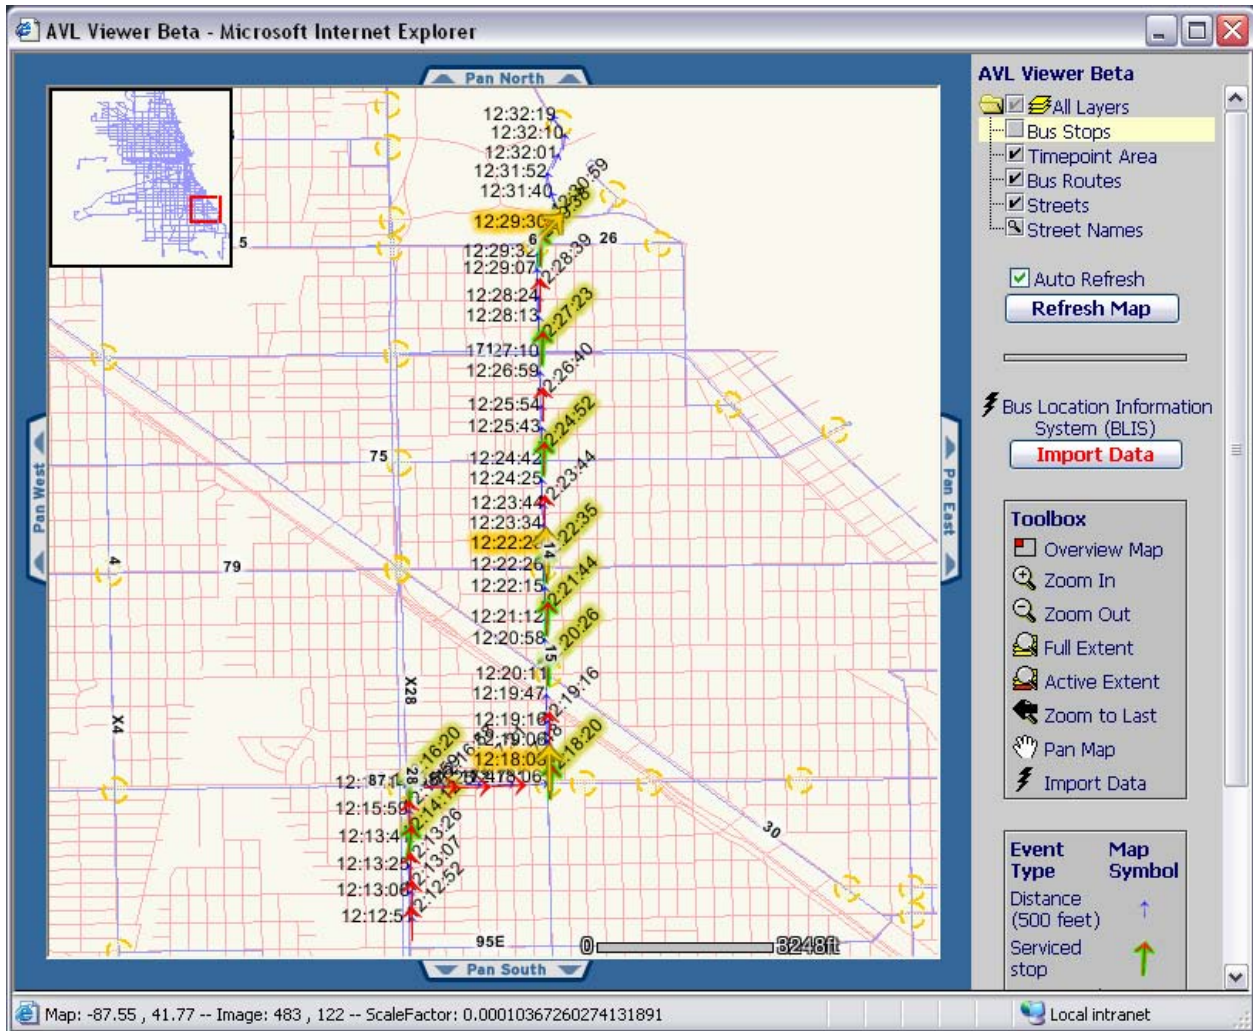 AVL Viewer Beta - Microsoft Internet Explorer
Pan North
AVL Viewer Beta
All Layers
Bus Stops
Timepoint Area
Bus Routes
Streets
Street Names
Auto Refresh
Refresh Map
Bus Location Information
System (BLIS)
Import Data
Toolbox
Overview Map
Zoom In
Zoom Out
Full Extent
Active Extent
Zoom to Last
Pan Map
Import Data
Event Type
Map Symbol
Distance (500 feet)
Serviced stop
Pan West
Pan East
12:32:19
12:32:10
12:32:01
12:31:52
12:31:40
12:30:59
12:29:30
5
6
26
12:29:32
12:29:07
12:28:39
12:28:24
12:28:13
12:27:23
71
12:26:59
12:26:40
12:25:54
12:25:43
12:24:52
75
12:24:42
12:24:25
12:23:44
12:23:44
12:23:34
14
4
79
12:22:26
12:22:15
12:21:44
12:21:12
12:20:58
15
12:20:11
12:19:47
12:19:16
12:19:16
12:19:06
X28
X4
12:18:20
28
87
12:15:59
12:13:26
12:13:25
12:13:07
12:13:06
12:12:52
30
95E
0
3248ft
Pan South
Map: -87.55 , 41.77 -- Image: 483 , 122 -- ScaleFactor: 0.00010367260274131891
Local intranet